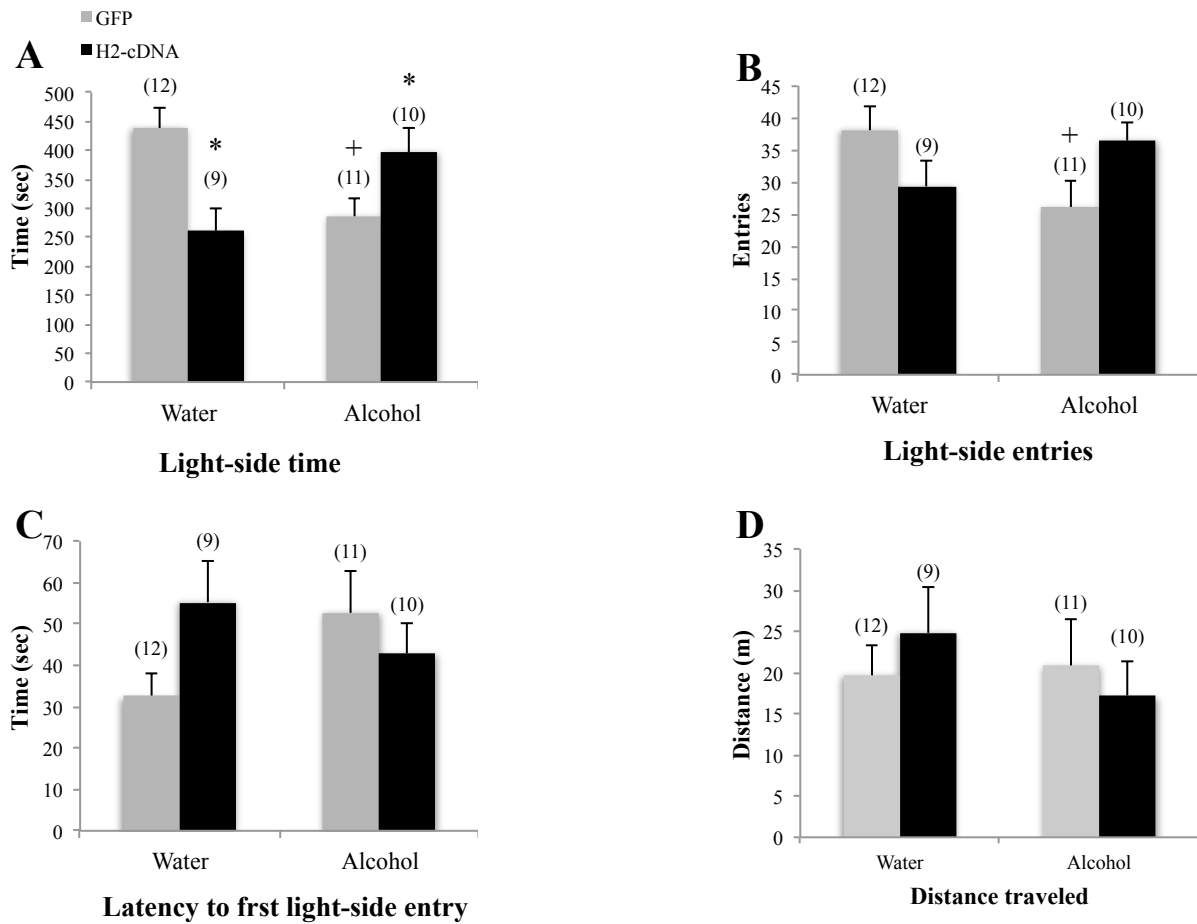 GFP
H2-cDNA
A
Time (sec)
500
450
400
350
300
250
200
150
100
50
0
(12)
*
(9)
+
(11)
*
(10)
Water
Alcohol
Light-side time
B
Entries
45
40
35
30
25
20
15
10
5
0
(12)
(9)
+
(11)
(10)
Water
Alcohol
Light-side entries
C
Time (sec)
70
60
50
40
30
20
10
0
(12)
(9)
(11)
(10)
Water
Alcohol
Latency to frst light-side entry
D
Distance (m)
35
30
25
20
15
10
5
0
(12)
(9)
(11)
(10)
Water
Alcohol
Distance traveled